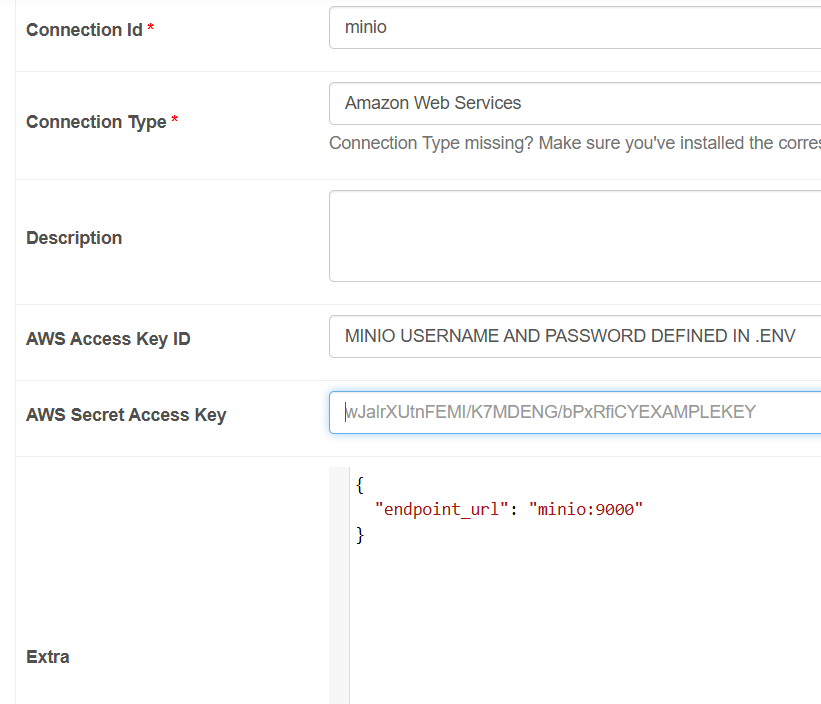 Connection Id *
minio
Connection Type *
Amazon Web Services
Connection Type missing? Make sure you've installed the corres
Description
AWS Access Key ID
MINIO USERNAME AND PASSWORD DEFINED IN .ENV
AWS Secret Access Key
wJalrXUtnFEMI/K7MDENG/bPxRfiCYEXAMPLEKEY
Extra
{
"endpoint_url": "minio:9000"
}